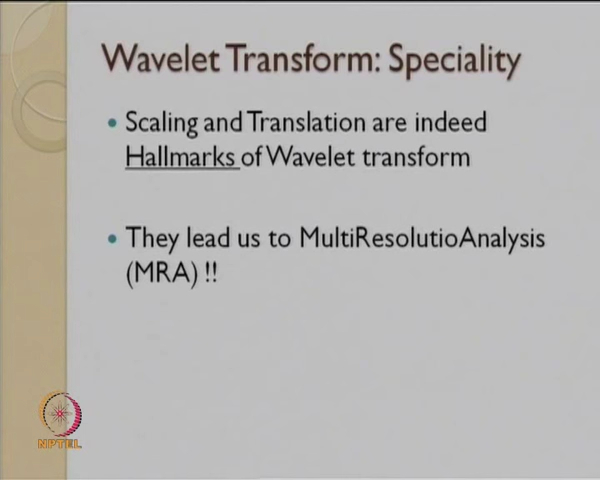 Wavelet Transform: Speciality
Scaling and Translation are indeed
Hallmarks of Wavelet transform
They lead us to MultiResolutioAnalysis
(MRA) !!
NPTEL